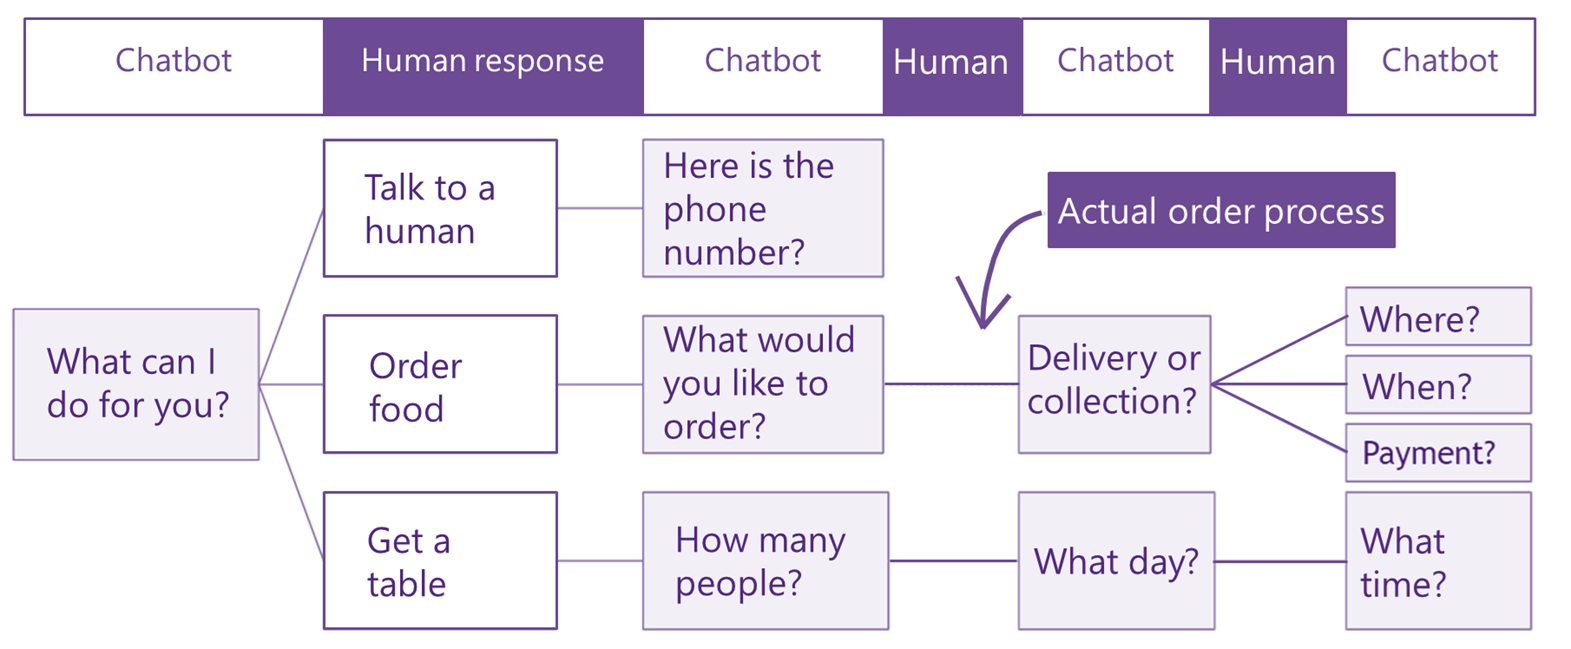 Chatbot
Human response
Chatbot
Human
Chatbot
Human
Chatbot
Talk to a
human
Here is the
phone
number?
Actual order process
What can I
do for you?
Order
food
What would
you like to
order?
Delivery or
collection?
Where?
When?
Payment?
Get a
table
How many
people?
What day?
What
time?